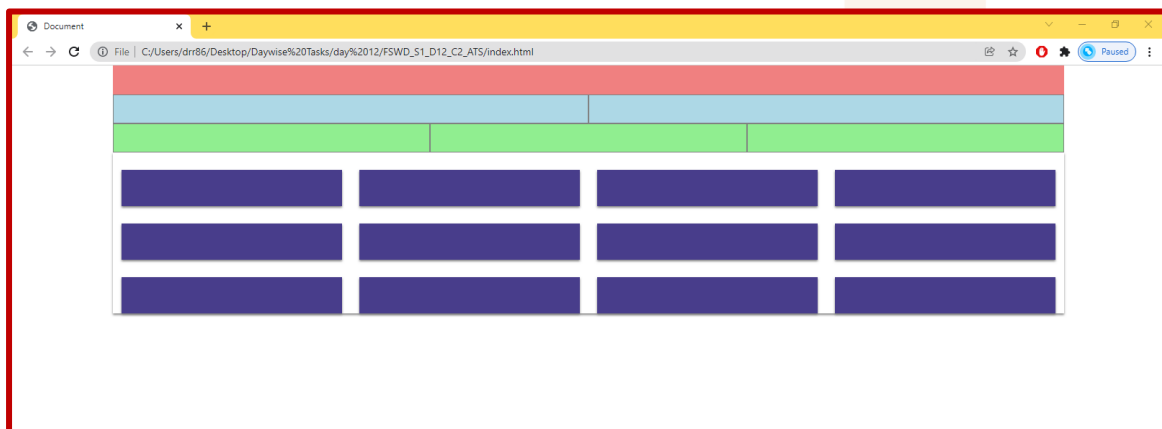 Document
File | C:/Users/drr86/Desktop/Daywise%20Tasks/day%2012/FSWD_S1_D12_C2_ATS/index.html
Paused